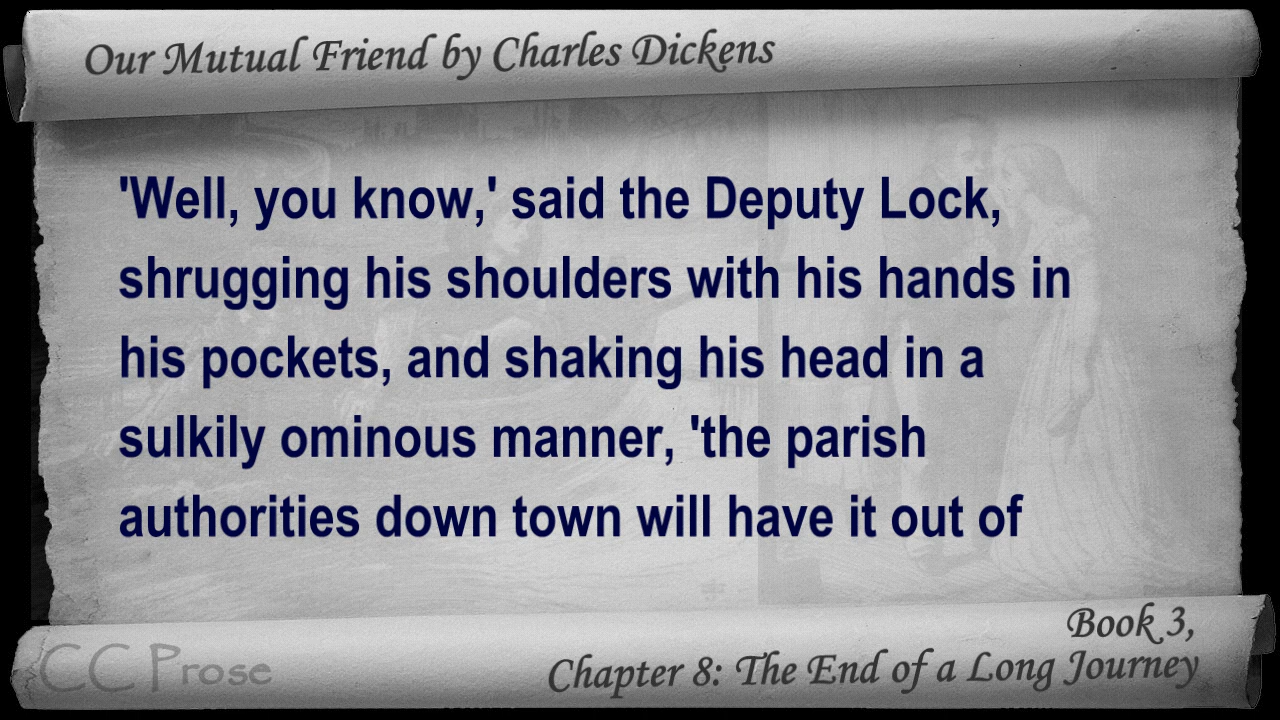 Our Mutual Friend by Charles Dickens
'Well, you know,' said the Deputy Lock,
shrugging his shoulders with his hands in
his pockets, and shaking his head in a
sulkily ominous manner, 'the parish
authorities down town will have it out of
Book 3,
CC Prose
Chapter 8: The End of a Long Journey